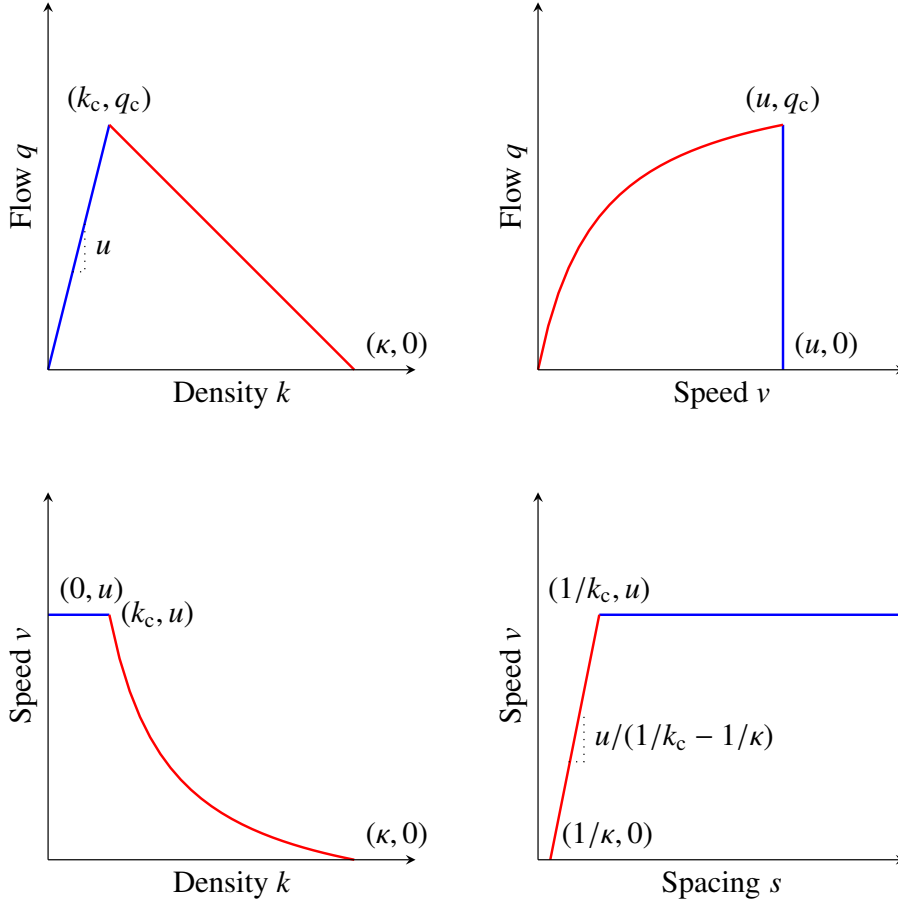 (k_c, q_c)
Flow q
u
(κ, 0)
Density k
(u, q_c)
Flow q
(u, 0)
Speed v
(0, u)
(k_c, u)
Speed v
(κ, 0)
Density k
(1/k_c, u)
Speed v
u/(1/k_c − 1/κ)
(1/κ, 0)
Spacing s